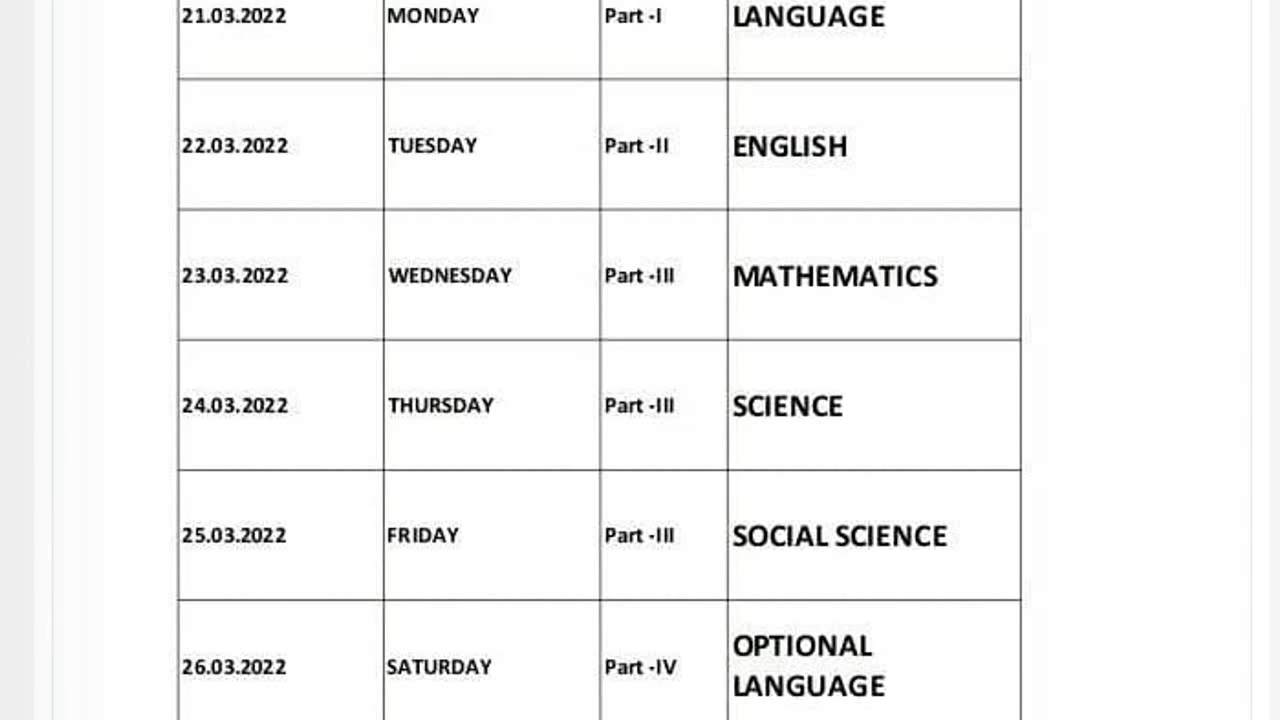 21.03.2022 MONDAY Part -I LANGUAGE
22.03.2022 TUESDAY Part -II ENGLISH
23.03.2022 WEDNESDAY Part -III MATHEMATICS
24.03.2022 THURSDAY Part -III SCIENCE
25.03.2022 FRIDAY Part -III SOCIAL SCIENCE
26.03.2022 SATURDAY Part -IV OPTIONAL
LANGUAGE